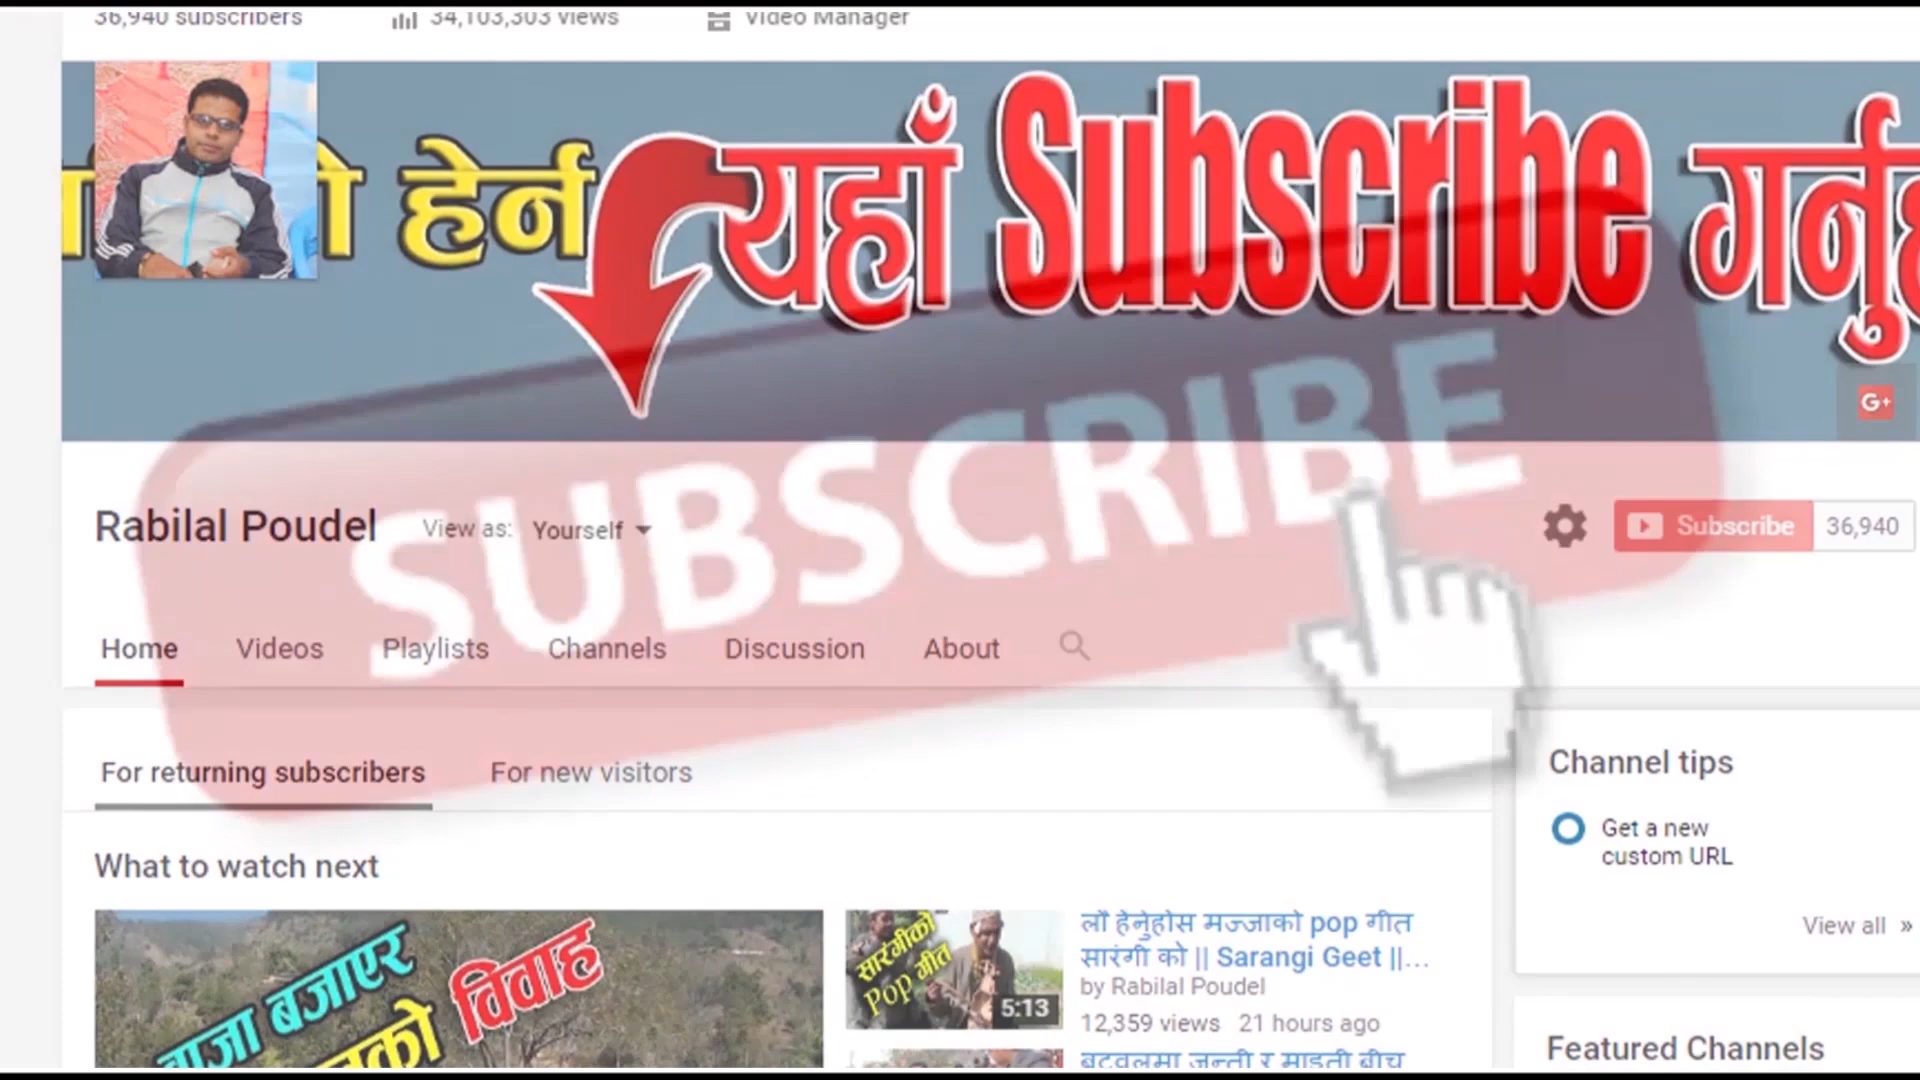 36,940 subscribers 34,103,303 views Video Manager
हेर्न यहाँ Subscribe
G+
SUBSCRIBE
Rabilal Poudel View as: Yourself Subscribe 36,940
Home Videos Playlists Channels Discussion About
For returning subscribers For new visitors
Channel tips
Get a new
custom URL
View all »
What to watch next
बाजा बजाएर
विवाह
सारंगीको
pop गीत
5:13
लौ हेर्नुहोस मज्जाको pop गीत
सारंगी को || Sarangi Geet ||...
by Rabilal Poudel
12,359 views 21 hours ago
बुटवलमा जन्ती र माइती बीच
Featured Channels